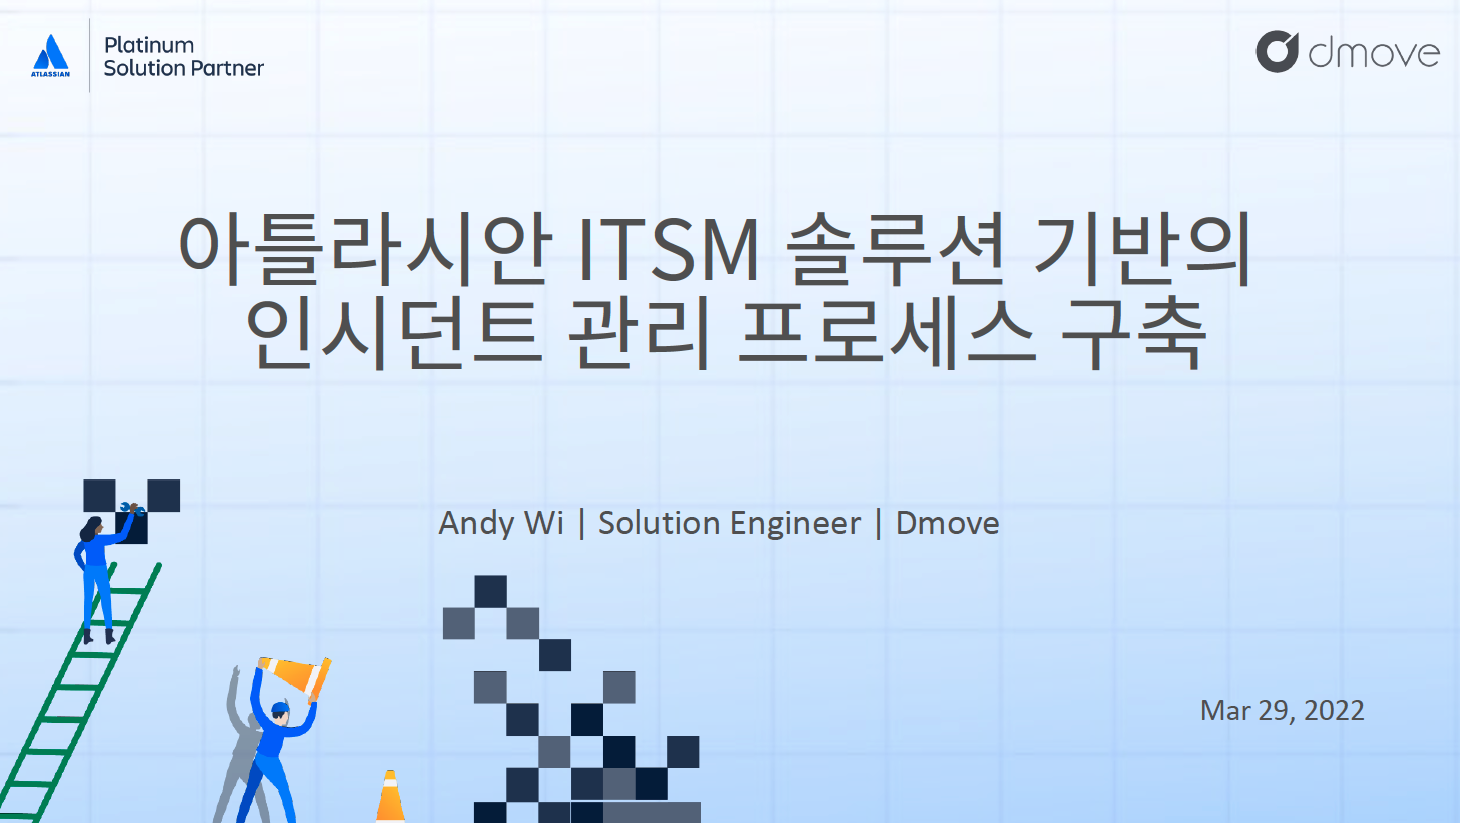 ATLASSIAN
Platinum
Solution Partner
dmove
아틀라시안 ITSM 솔루션 기반의
인시던트 관리 프로세스 구축
Andy Wi | Solution Engineer | Dmove
Mar 29, 2022